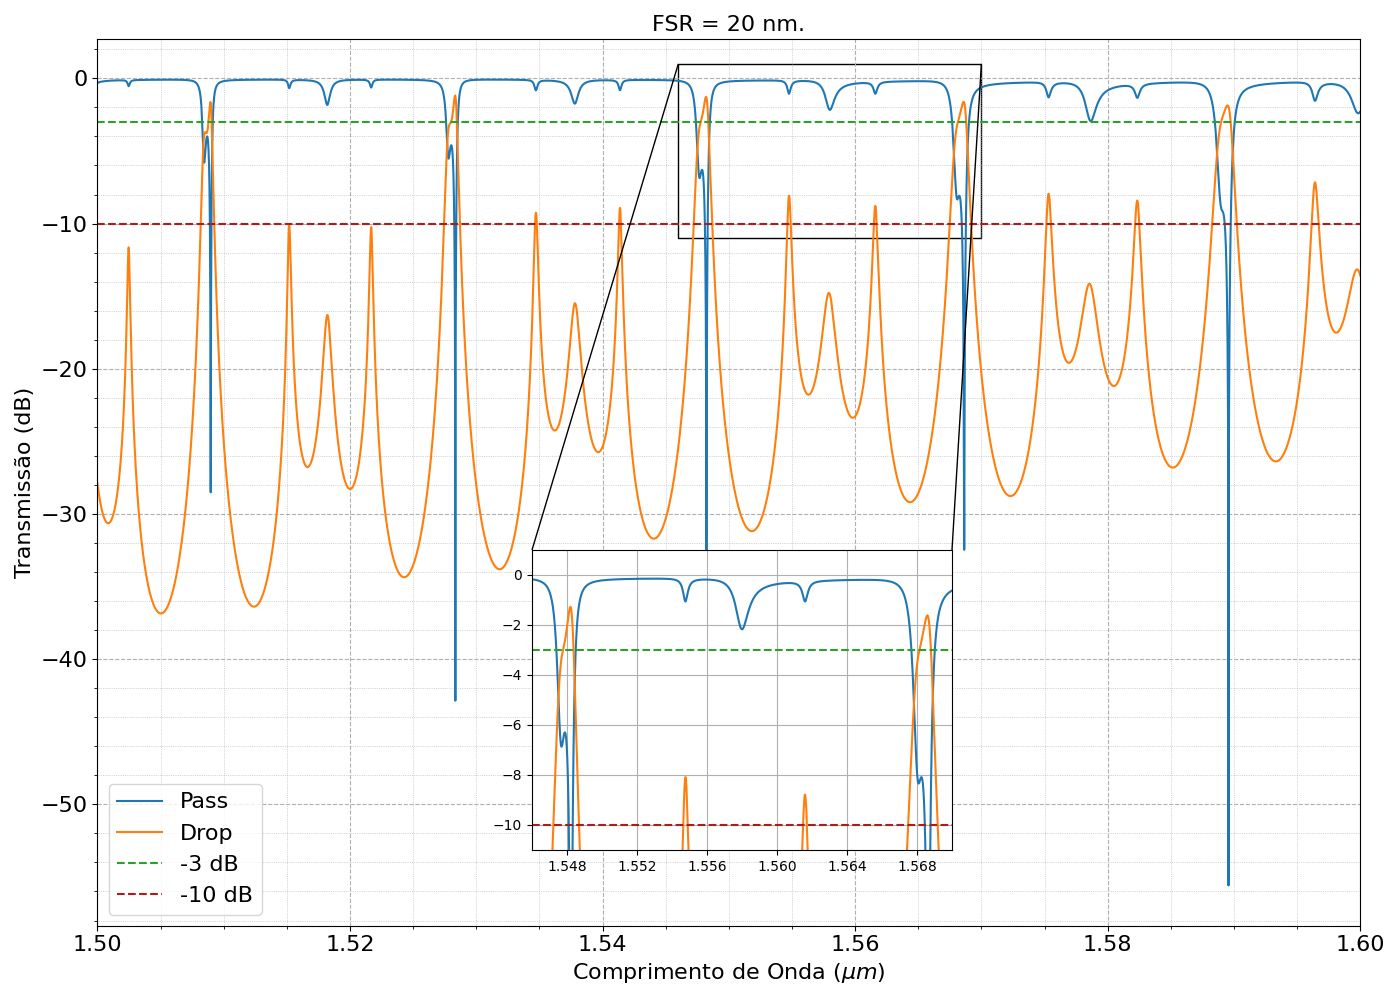 FSR = 20 nm.
Transmissão (dB)
0
−10
−20
−30
−40
−50
0
−2
−4
−6
−8
−10
1.548 1.552 1.556 1.560 1.564 1.568
Pass
Drop
-3 dB
-10 dB
1.50 1.52 1.54 1.56 1.58 1.60
Comprimento de Onda (μm)